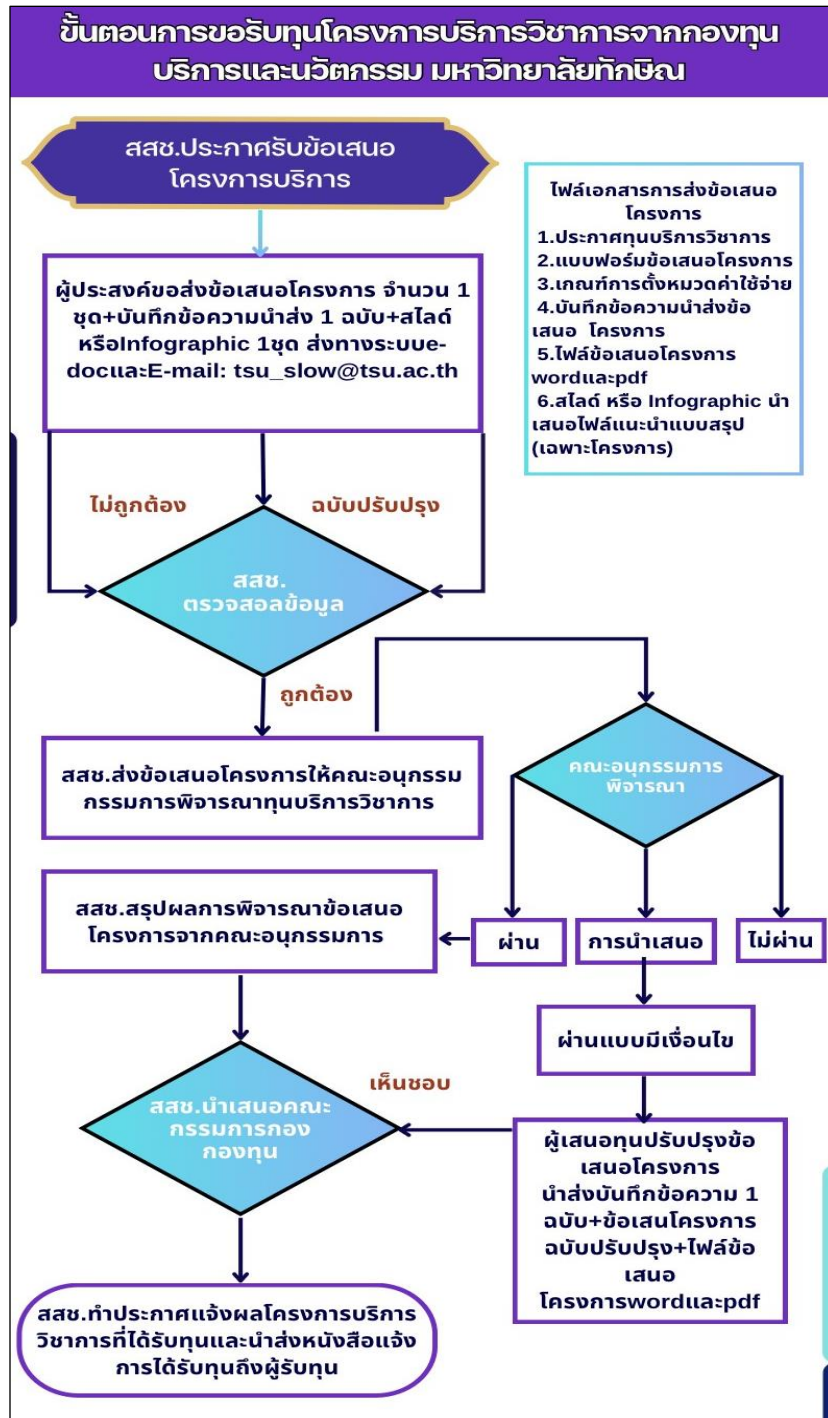 ขั้นตอนการขอรับทุนโครงการบริการวิชาการจากกองทุน
บริการและนวัตกรรม มหาวิทยาลัยทักษิณ
สสช.ประกาศรับข้อเสนอ
โครงการบริการ
ไฟล์เอกสารการส่งข้อเสนอ
โครงการ
1.ประกาศทุนบริการวิชาการ
2.แบบฟอร์มข้อเสนอโครงการ
3.เกณฑ์การตั้งหมวดค่าใช้จ่าย
4.บันทึกข้อความนำส่งข้อ
เสนอ โครงการ
5.ไฟล์ข้อเสนอโครงการ
wordและpdf
6.สไลด์ หรือ Infographic นำ
เสนอไฟล์แนะนำแบบสรุป
(เฉพาะโครงการ)
ผู้ประสงค์ขอส่งข้อเสนอโครงการ จำนวน 1
ชุด+บันทึกข้อความนำส่ง 1 ฉบับ+สไลด์
หรือInfographic 1ชุด ส่งทางระบบe-
docและE-mail: tsu_slow@tsu.ac.th
ไม่ถูกต้อง
ฉบับปรับปรุง
สสช.
ตรวจสอลข้อมูล
ถูกต้อง
สสช.ส่งข้อเสนอโครงการให้คณะอนุกรรม
กรรมการพิจารณาทุนบริการวิชาการ
คณะอนุกรรมการ
พิจารณา
สสช.สรุปผลการพิจารณาข้อเสนอ
โครงการจากคณะอนุกรรมการ
ผ่าน
การนำเสนอ
ไม่ผ่าน
ผ่านแบบมีเงื่อนไข
เห็นชอบ
สสช.นำเสนอคณะ
กรรมการกอง
กองทุน
ผู้เสนอทุนปรับปรุงข้อ
เสนอโครงการ
นำส่งบันทึกข้อความ 1
ฉบับ+ข้อเสนโครงการ
ฉบับปรับปรุง+ไฟล์ข้อ
เสนอ
โครงการwordและpdf
สสช.ทำประกาศแจ้งผลโครงการบริการ
วิชาการที่ได้รับทุนและนำส่งหนังสือแจ้ง
การได้รับทุนถึงผู้รับทุน